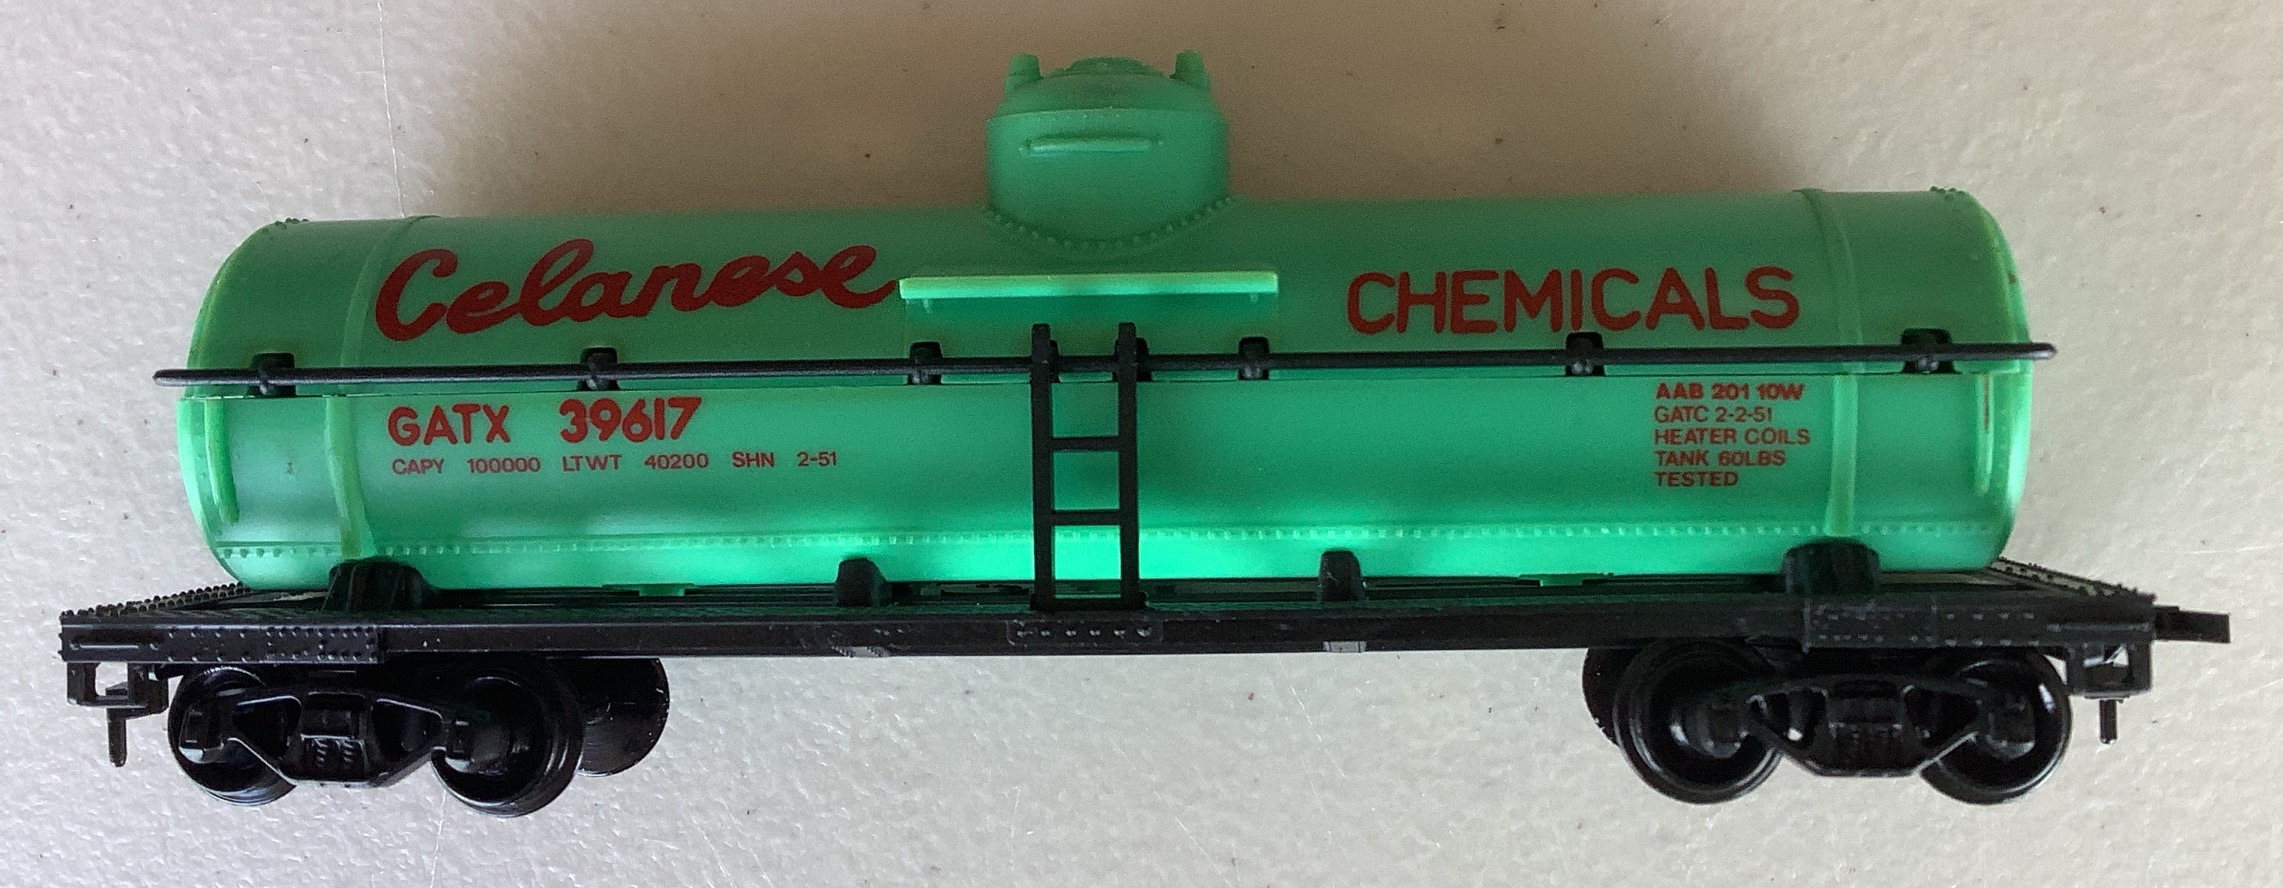 Celanese CHEMICALS
GATX 39617
CAPY 100000 LTWT 40200 SHN 2-51
AAB 201 10W
GATC 2-2-51
HEATER COILS
TANK 60LBS
TESTED